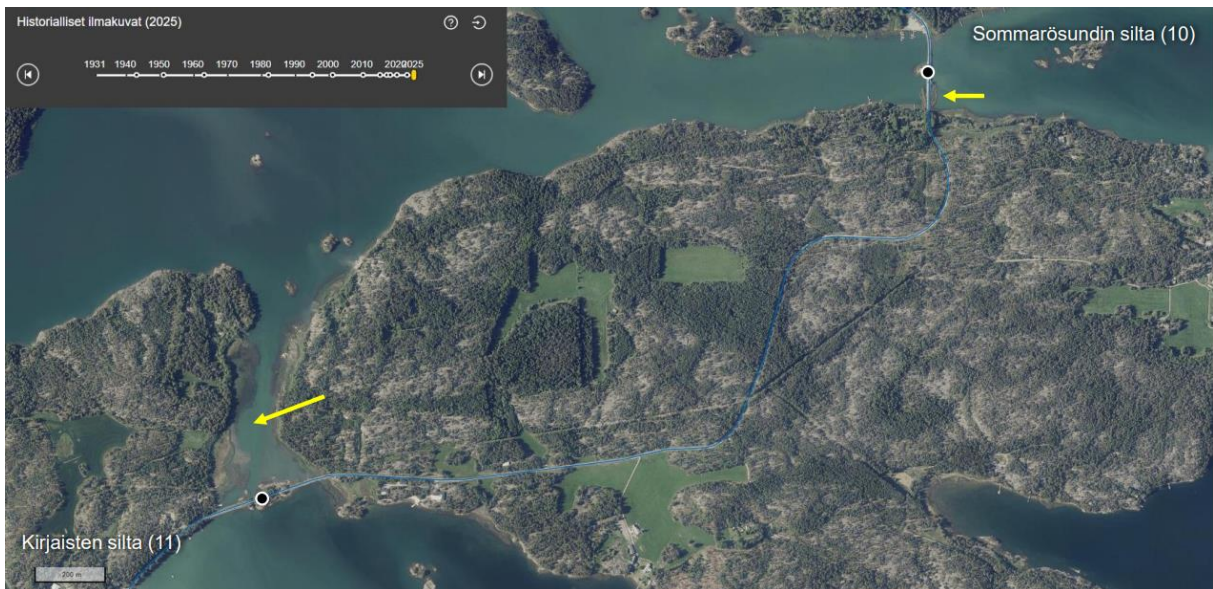 Historialliset ilmakuvat (2025)
1931 1940 1950 1960 1970 1980 1990 2000 2010 2020 2025
Sommarösundin silta (10)
Kirjaisten silta (11)
200 m